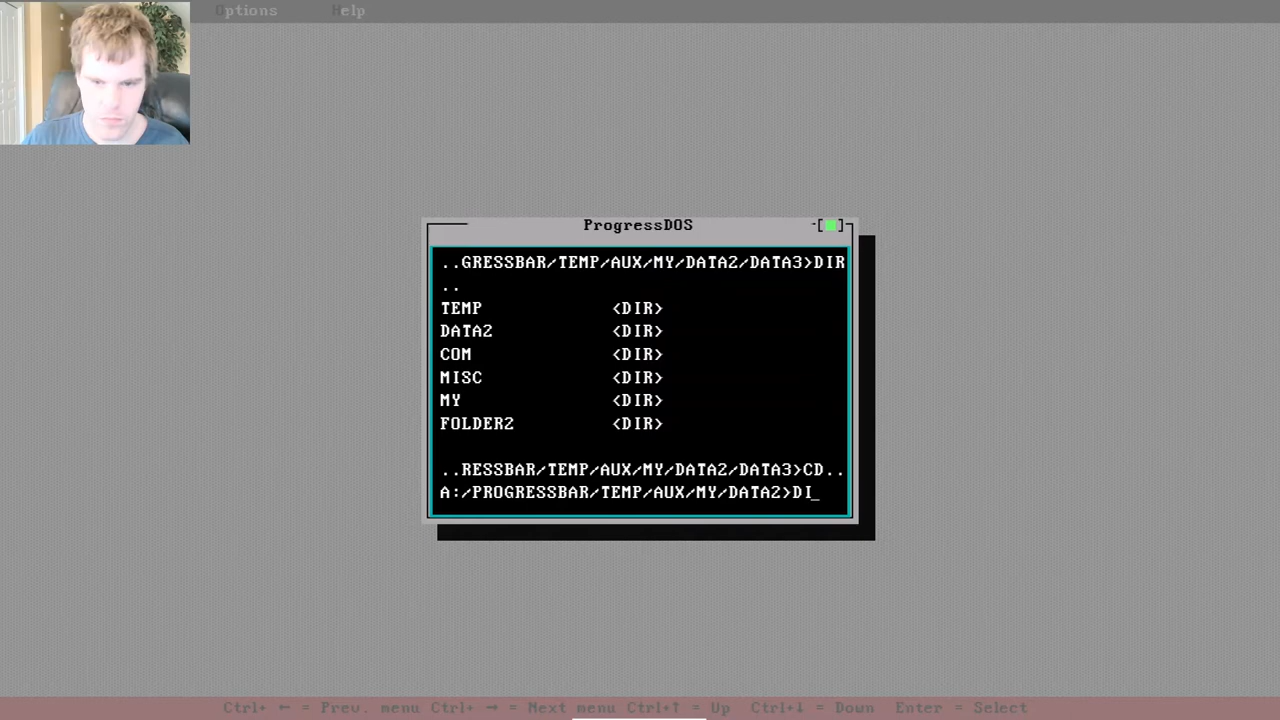 Options Help
ProgressDOS
..GRESSBAR/TEMP/AUX/MY/DATA2/DATA3>DIR
..
TEMP <DIR>
DATA2 <DIR>
COM <DIR>
MISC <DIR>
MY <DIR>
FOLDER2 <DIR>
..RESSBAR/TEMP/AUX/MY/DATA2/DATA3>CD..
A:/PROGRESSBAR/TEMP/AUX/MY/DATA2>DI_
Ctrl+ ← = Prev. menu Ctrl+ → = Next menu Ctrl+↑ = Up Ctrl+↓ = Down Enter = Select